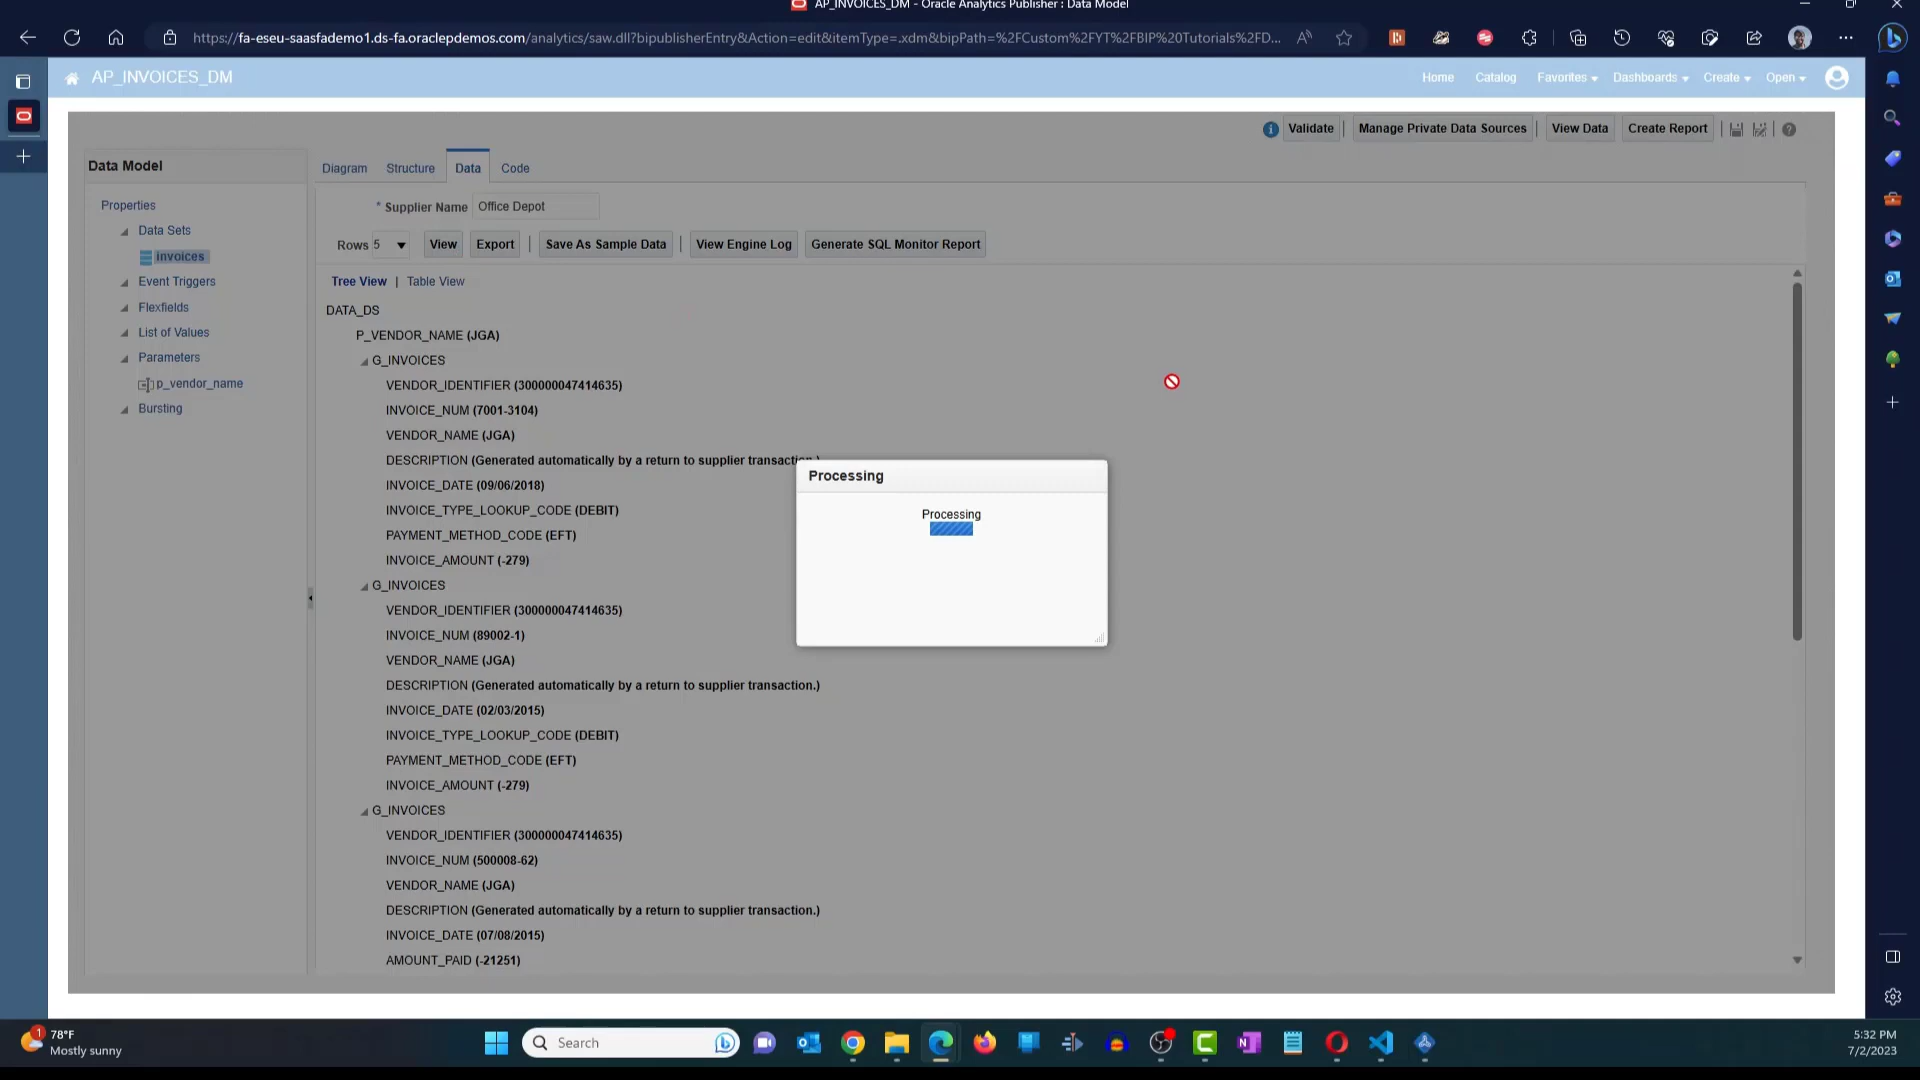 AP_INVOICES_DM - Oracle Analytics Publisher : Data Model
https://fa-eseu-saasfademo1.ds-fa.oraclepdemos.com/analytics/saw.dll?bipublisherEntry&Action=edit&itemType=.xdm&bipPath=%2FCustom%2FYT%2FBIP%20Tutorials%2FD...
AP_INVOICES_DM
Home Catalog Favorites Dashboards Create Open
Validate Manage Private Data Sources View Data Create Report
Data Model
Diagram Structure Data Code
Properties
* Supplier Name Office Depot
Data Sets
Rows 5 View Export | Save As Sample Data | View Engine Log Generate SQL Monitor Report
invoices
Event Triggers
Tree View | Table View
Flexfields
DATA_DS
List of Values
P_VENDOR_NAME (JGA)
Parameters
G_INVOICES
p_vendor_name
VENDOR_IDENTIFIER (300000047414635)
Bursting
INVOICE_NUM (7001-3104)
VENDOR_NAME (JGA)
DESCRIPTION (Generated automatically by a return to supplier transaction.)
INVOICE_DATE (09/06/2018)
INVOICE_TYPE_LOOKUP_CODE (DEBIT)
PAYMENT_METHOD_CODE (EFT)
INVOICE_AMOUNT (-279)
Processing
Processing
G_INVOICES
VENDOR_IDENTIFIER (300000047414635)
INVOICE_NUM (89002-1)
VENDOR_NAME (JGA)
DESCRIPTION (Generated automatically by a return to supplier transaction.)
INVOICE_DATE (02/03/2015)
INVOICE_TYPE_LOOKUP_CODE (DEBIT)
PAYMENT_METHOD_CODE (EFT)
INVOICE_AMOUNT (-279)
G_INVOICES
VENDOR_IDENTIFIER (300000047414635)
INVOICE_NUM (500008-62)
VENDOR_NAME (JGA)
DESCRIPTION (Generated automatically by a return to supplier transaction.)
INVOICE_DATE (07/08/2015)
AMOUNT_PAID (-21251)
1
78°F
Mostly sunny
Search
5:32 PM
7/2/2023